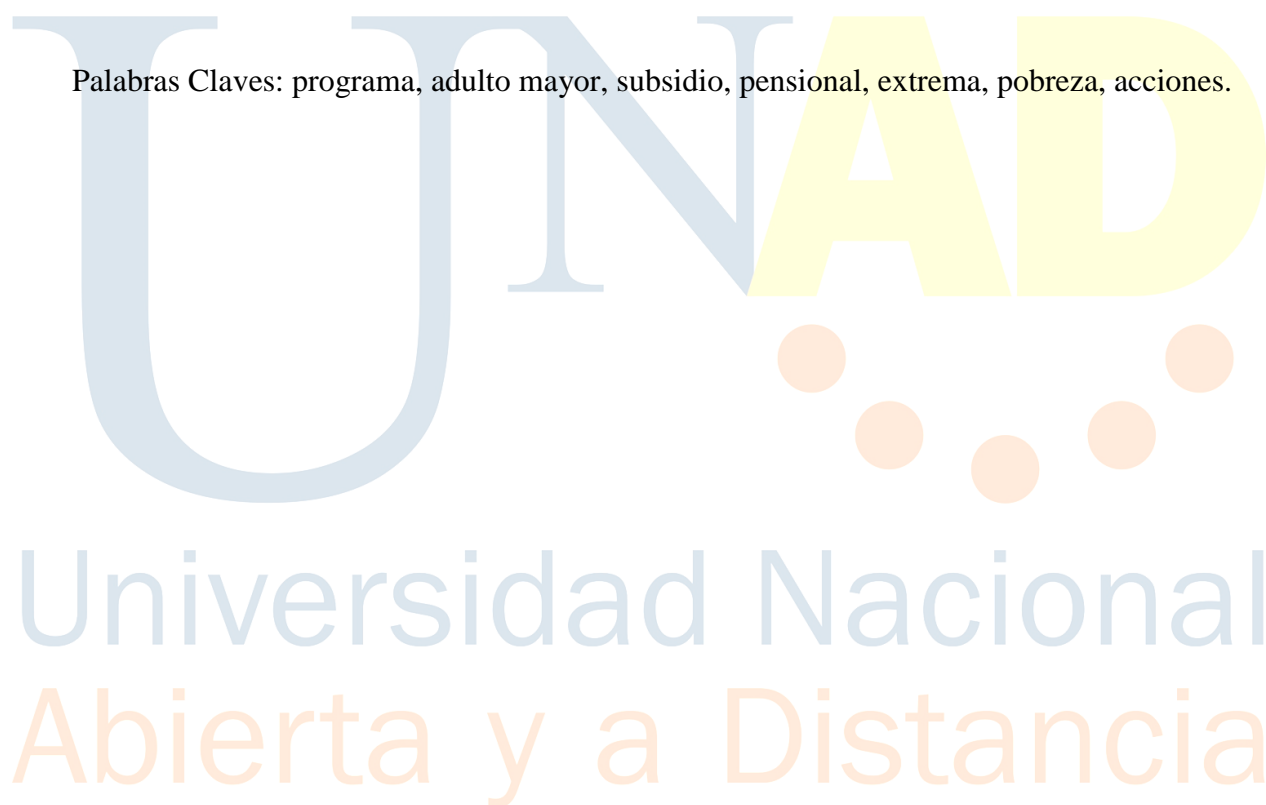 Palabras Claves: programa, adulto mayor, subsidio, pensional, extrema, pobreza, acciones.
UNAD
Universidad Nacional
Abierta y a Distancia